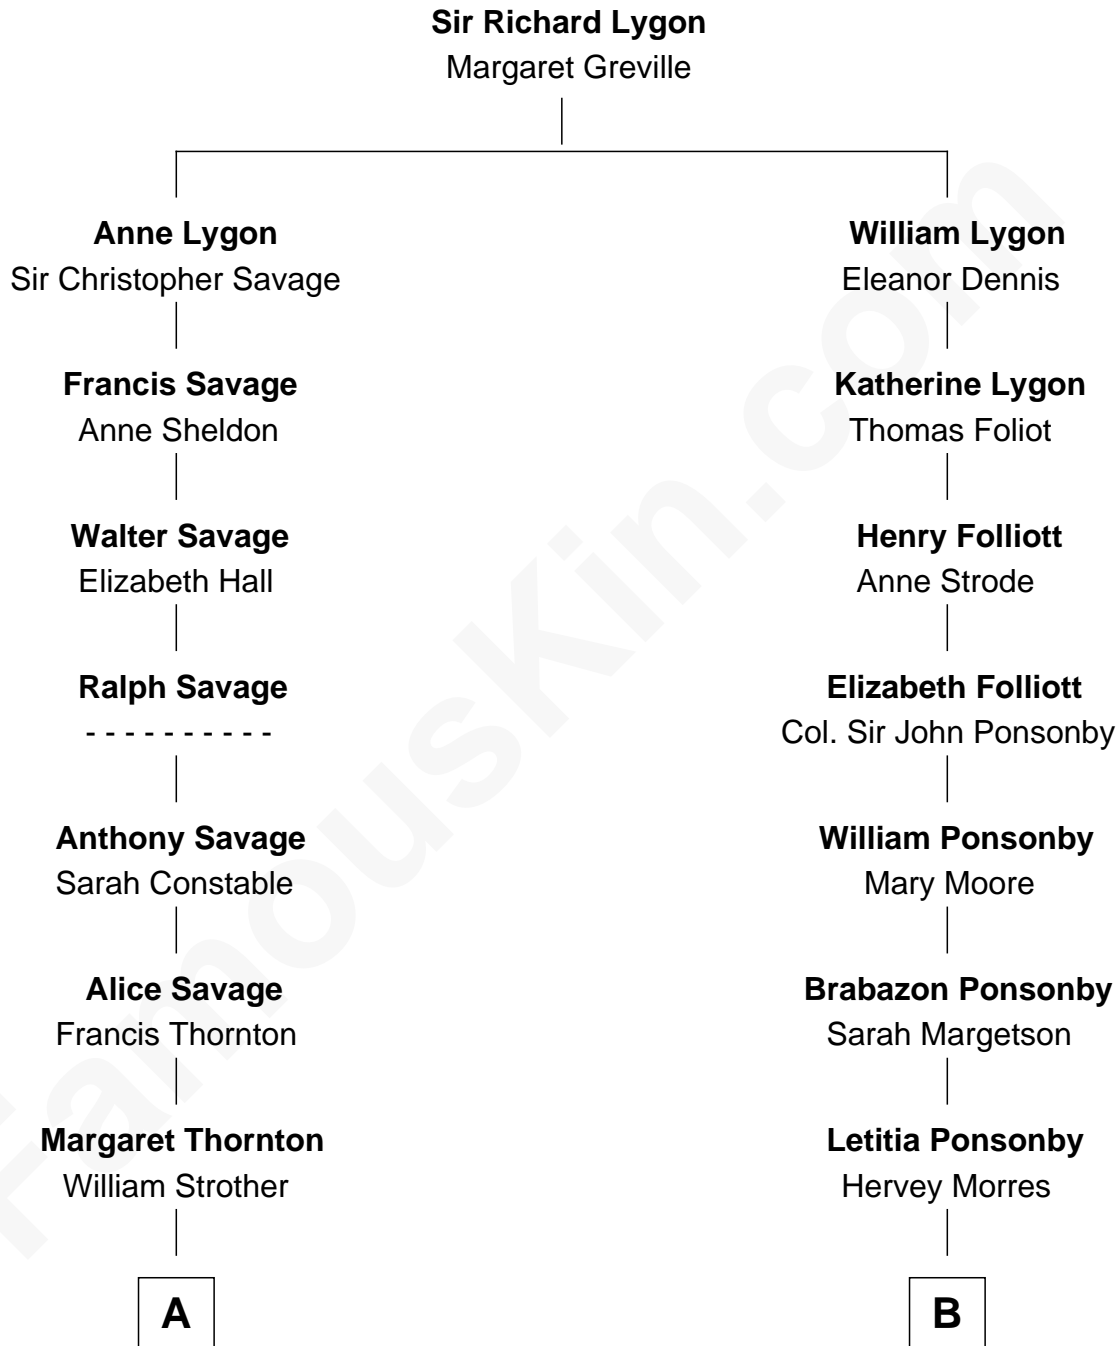 Sir Richard Lygon
Margaret Greville
Anne Lygon
Sir Christopher Savage
William Lygon
Eleanor Dennis
Francis Savage
Anne Sheldon
Katherine Lygon
Thomas Foliot
Walter Savage
Elizabeth Hall
Henry Folliott
Anne Strode
Ralph Savage
- - - - - - - - - -
Elizabeth Folliott
Col. Sir John Ponsonby
Anthony Savage
Sarah Constable
William Ponsonby
Mary Moore
Alice Savage
Francis Thornton
Brabazon Ponsonby
Sarah Margetson
Margaret Thornton
William Strother
Letitia Ponsonby
Hervey Morres
A
B
FamousKin.com